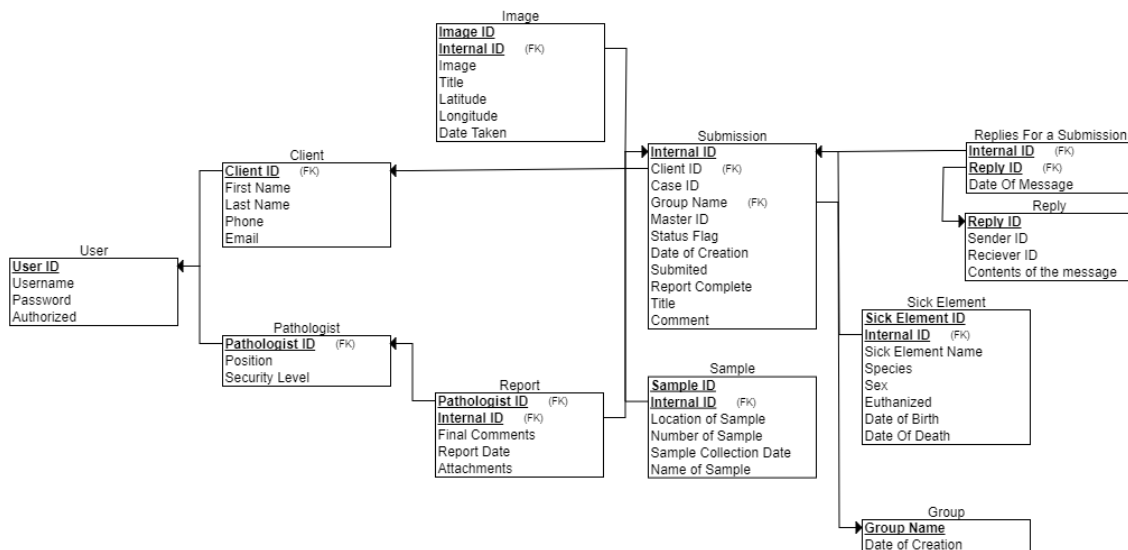 Image
Image ID
Internal ID (FK)
Image
Title
Latitude
Longitude
Date Taken
Client
Client ID (FK)
First Name
Last Name
Phone
Email
User
User ID
Username
Password
Authorized
Pathologist
Pathologist ID (FK)
Position
Security Level
Report
Pathologist ID (FK)
Internal ID (FK)
Final Comments
Report Date
Attachments
Submission
Internal ID
Client ID (FK)
Case ID
Group Name (FK)
Master ID
Status Flag
Date of Creation
Submited
Report Complete
Title
Comment
Sample
Sample ID
Internal ID (FK)
Location of Sample
Number of Sample
Sample Collection Date
Name of Sample
Replies For a Submission
Internal ID (FK)
Reply ID (FK)
Date Of Message
Reply
Reply ID
Sender ID
Reciever ID
Contents of the message
Sick Element
Sick Element ID
Internal ID (FK)
Sick Element Name
Species
Sex
Euthanized
Date of Birth
Date Of Death
Group
Group Name
Date of Creation